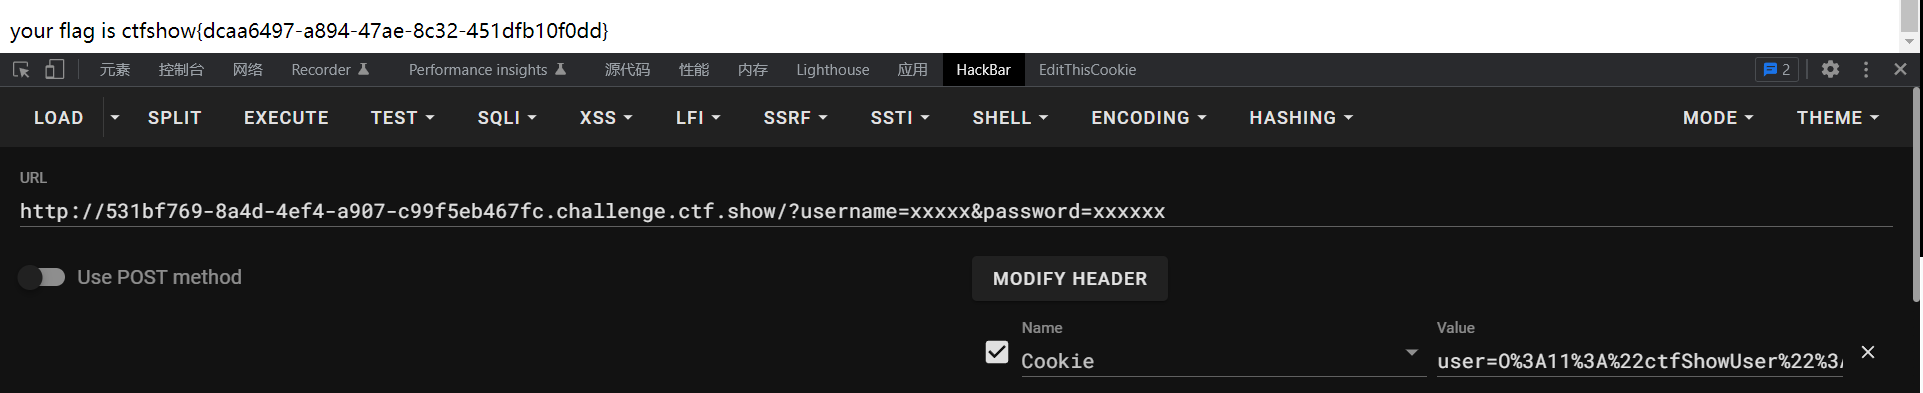 your flag is ctfshow{dcaa6497-a894-47ae-8c32-451dfb10f0dd}
元素 控制台 网络 Recorder Performance insights 源代码 性能 内存 Lighthouse 应用 HackBar EditThisCookie 2
LOAD SPLIT EXECUTE TEST SQLI XSS LFI SSRF SSTI SHELL ENCODING HASHING MODE THEME
URL
http://531bf769-8a4d-4ef4-a907-c99f5eb467fc.challenge.ctf.show/?username=xxxxx&password=xxxxxx
Use POST method MODIFY HEADER
Name Value
Cookie user=O%3A11%3A%22ctfShowUser%22%3A